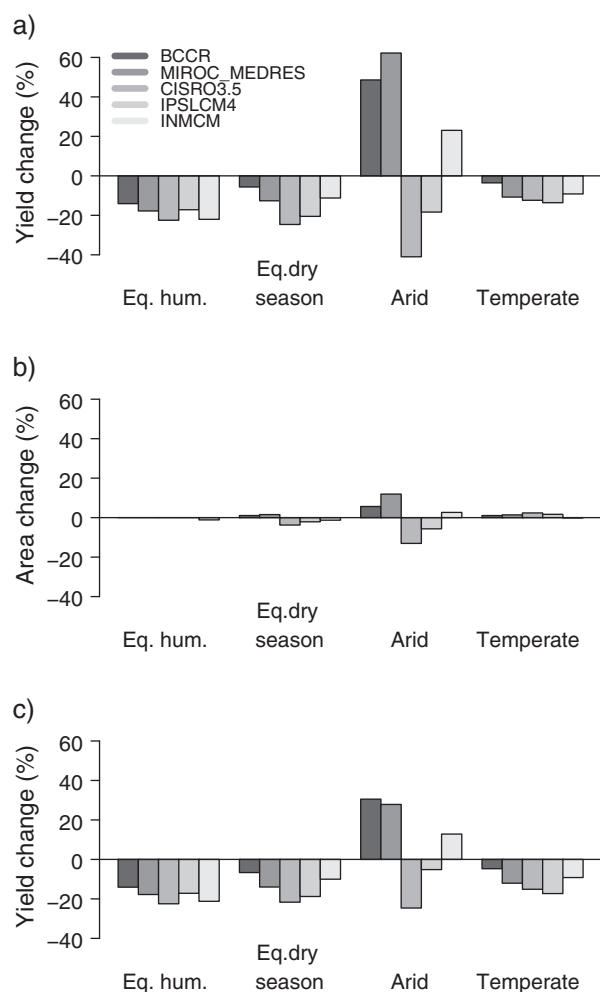 a)
Yield change (%)
60
40
20
0
−20
−40
BCCR
MIROC_MEDRES
CISRO3.5
IPSLCM4
INMCM
Eq. hum.
Eq.dry
season
Arid
Temperate
b)
Area change (%)
60
40
20
0
−20
−40
Eq. hum.
Eq.dry
season
Arid
Temperate
c)
Yield change (%)
60
40
20
0
−20
−40
Eq. hum.
Eq.dry
season
Arid
Temperate